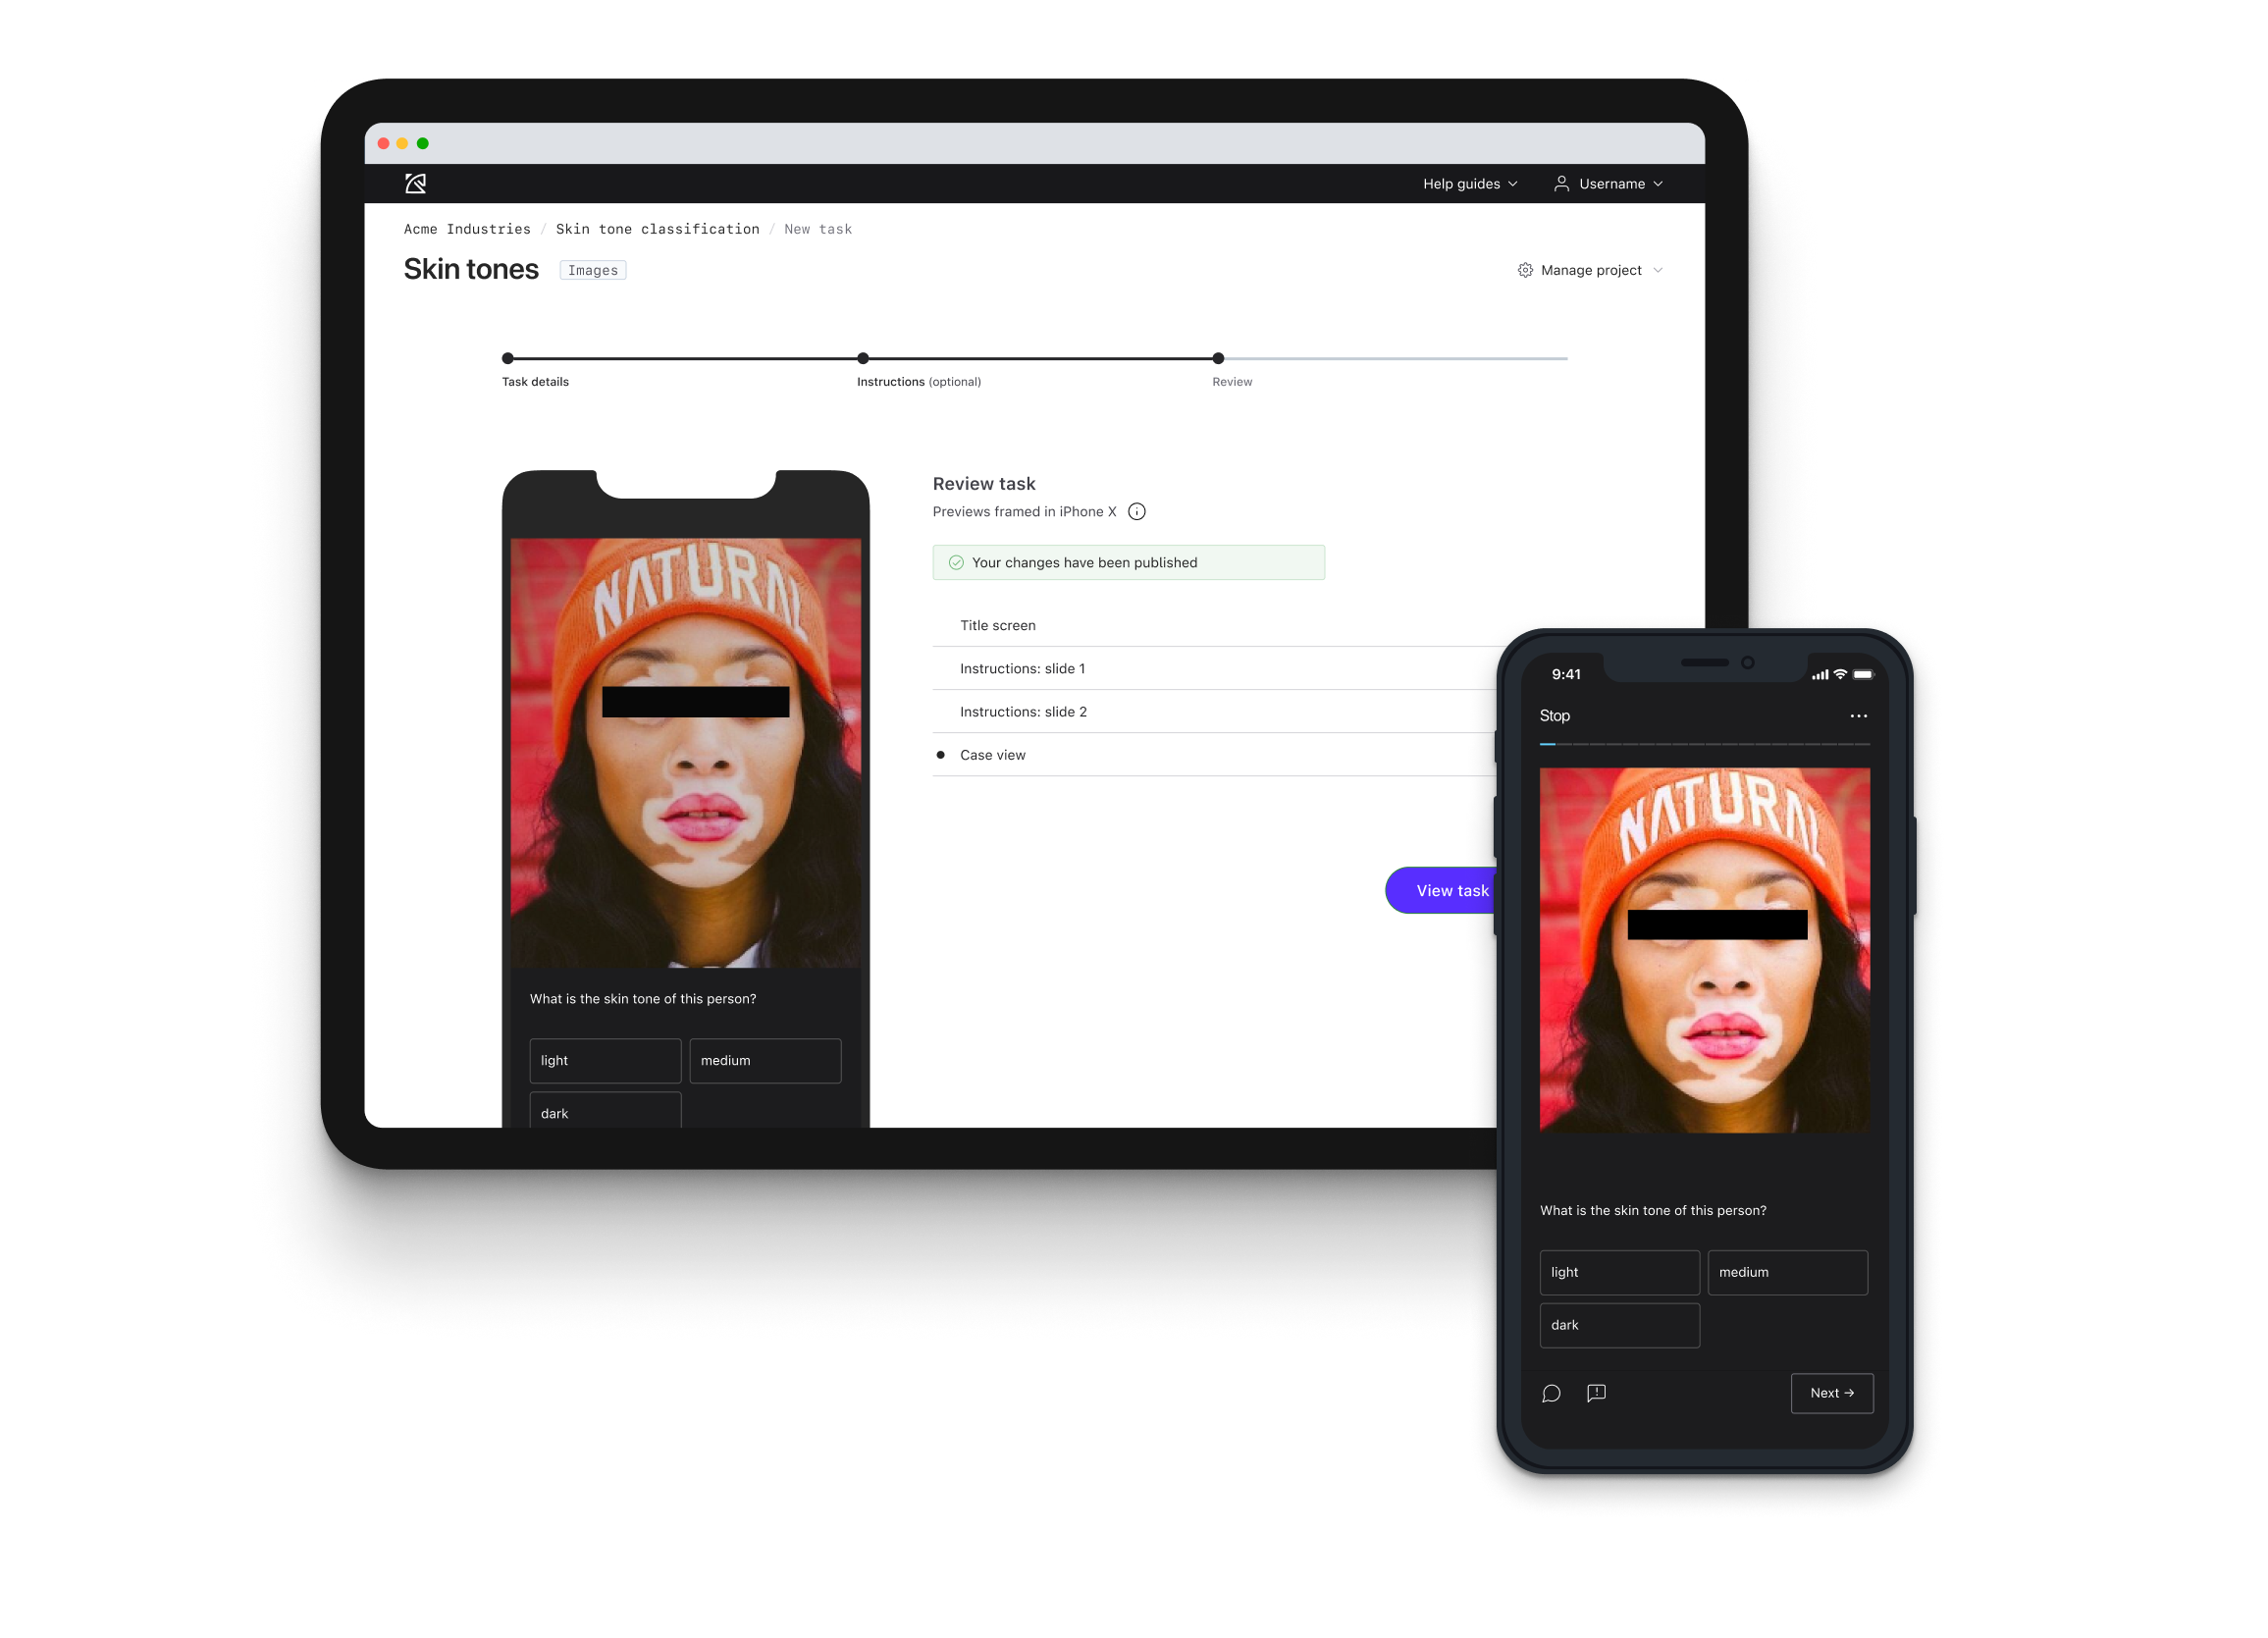 Help guides
Username
Acme Industries / Skin tone classification / New task
Skin tones
Images
Manage project
Task details
Instructions (optional)
Review
NATURAL
What is the skin tone of this person?
light
medium
dark
Review task
Previews framed in iPhone X
Your changes have been published
Title screen
Instructions: slide 1
Instructions: slide 2
Case view
View task
9:41
Stop
NATURAL
What is the skin tone of this person?
light
medium
dark
Next →